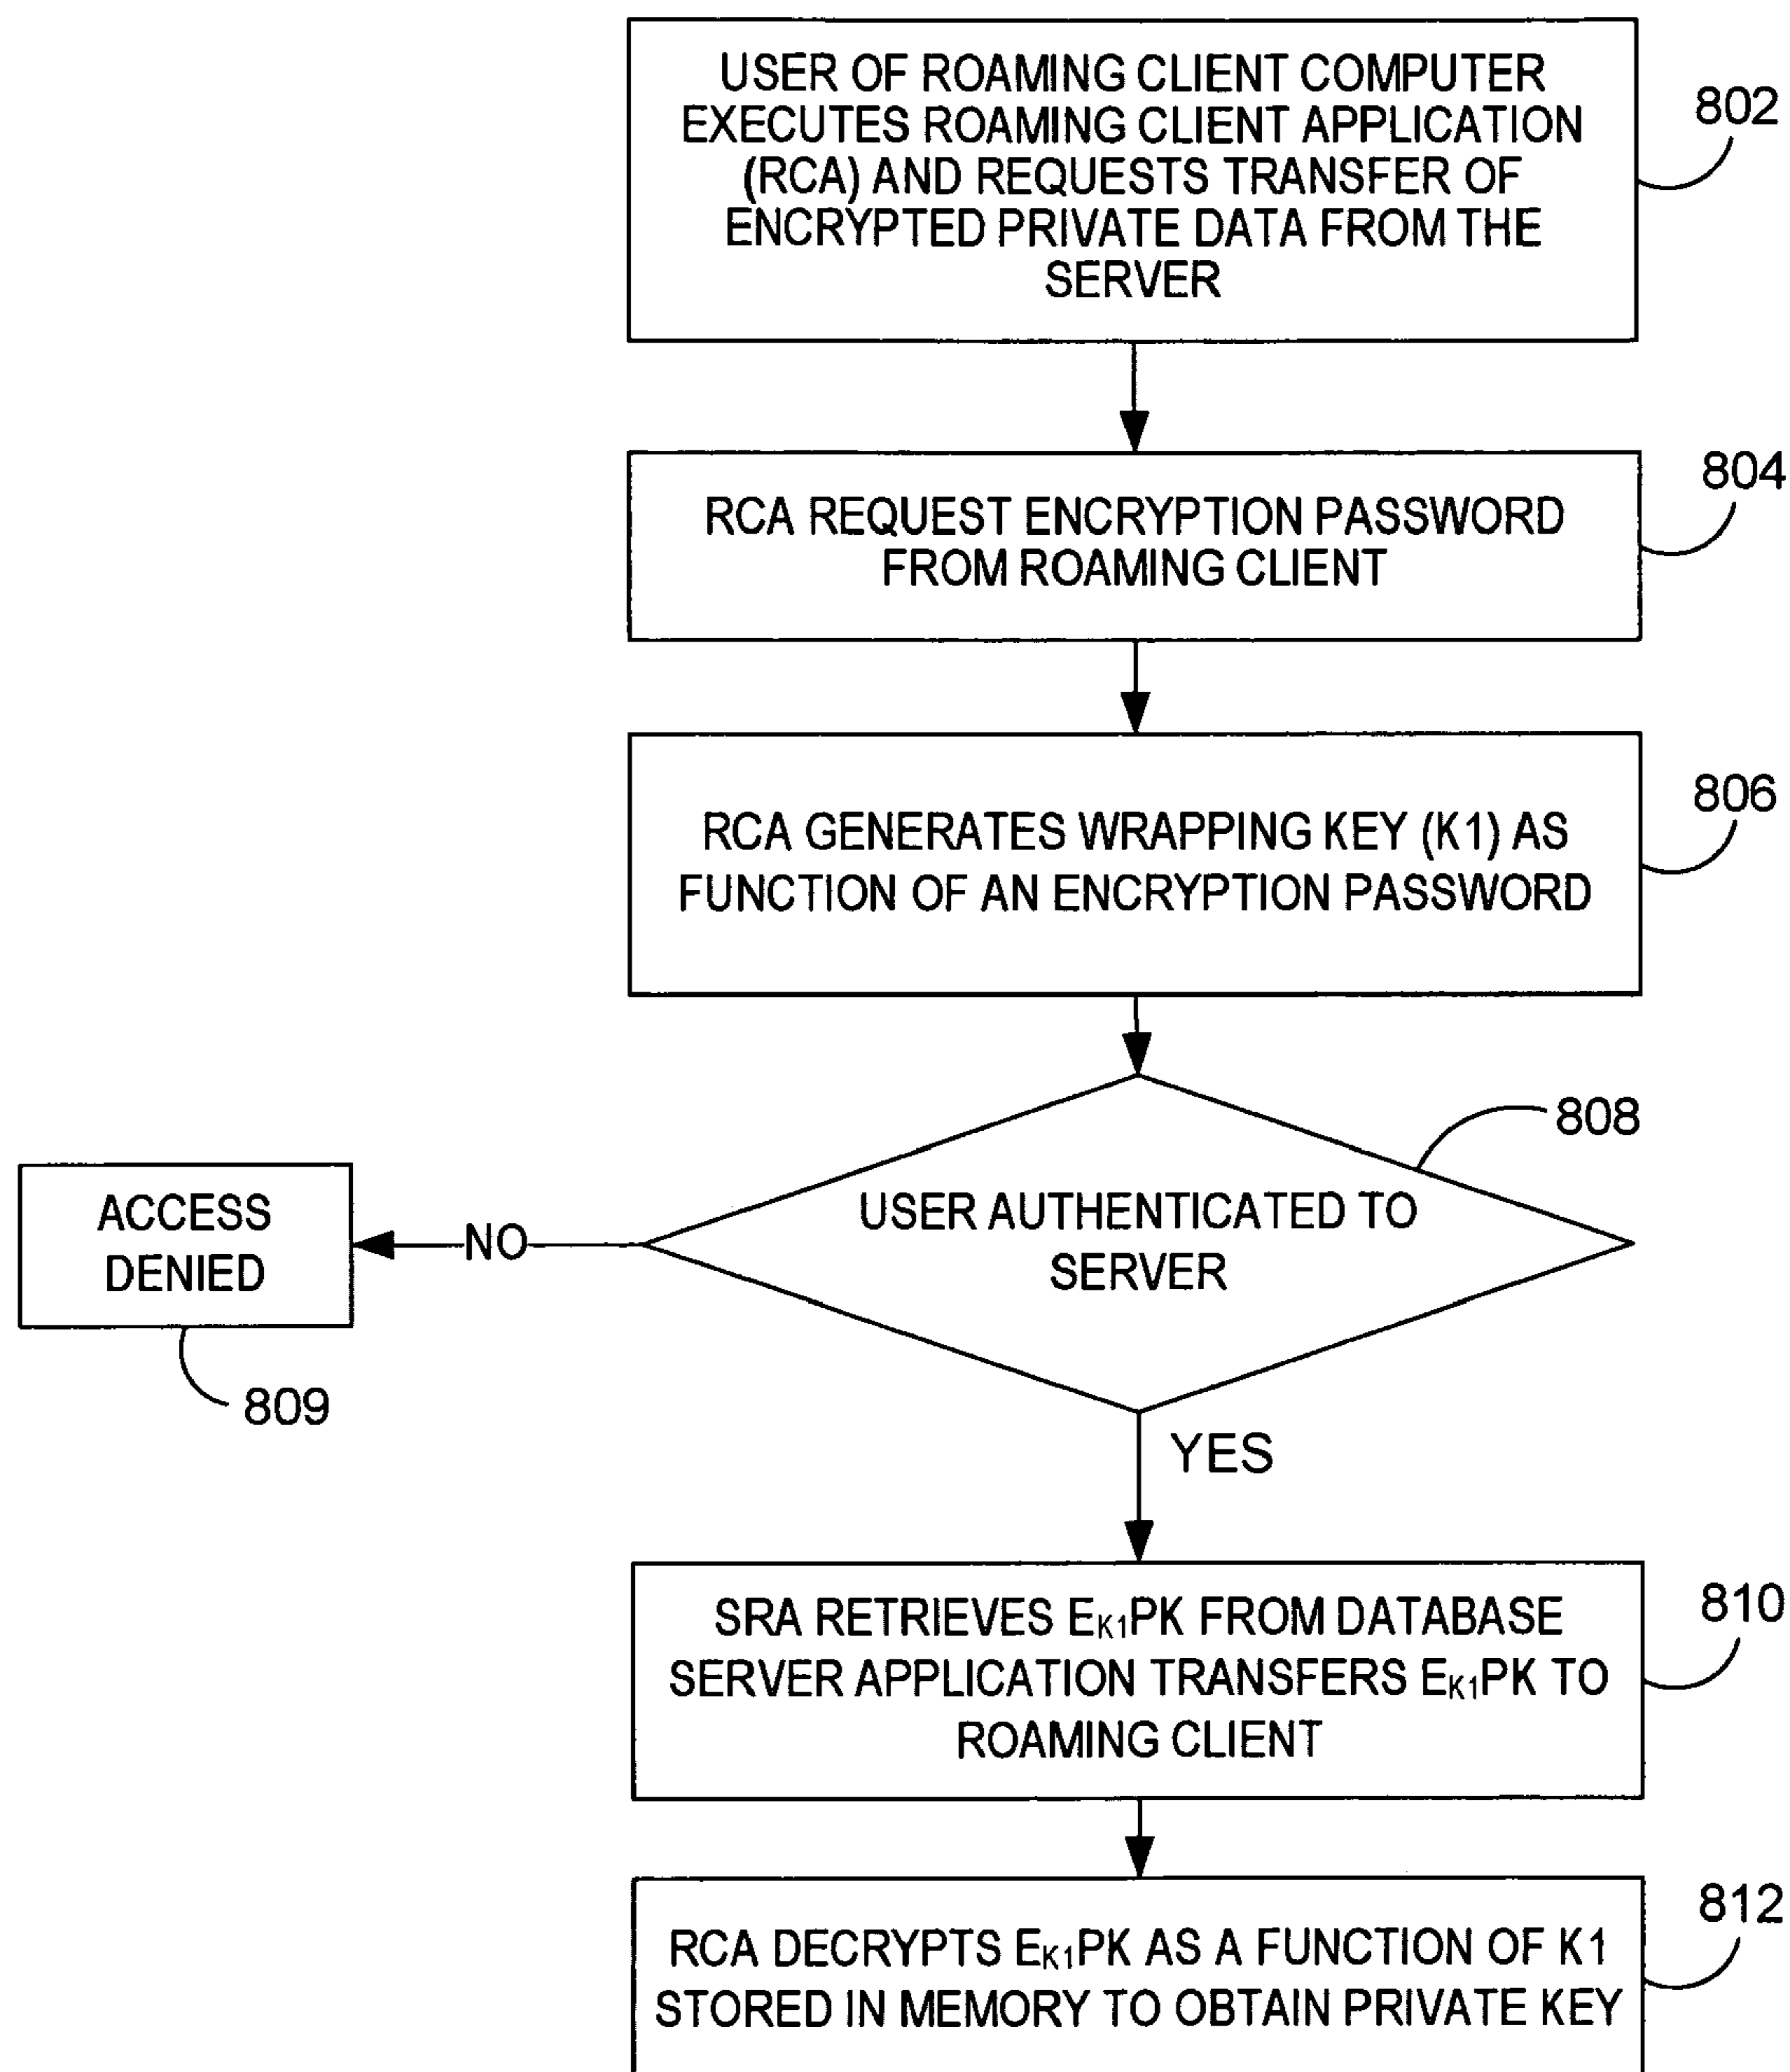 USER OF ROAMING CLIENT COMPUTER
EXECUTES ROAMING CLIENT APPLICATION
(RCA) AND REQUESTS TRANSFER OF
ENCRYPTED PRIVATE DATA FROM THE
SERVER
802
RCA REQUEST ENCRYPTION PASSWORD
FROM ROAMING CLIENT
804
RCA GENERATES WRAPPING KEY (K1) AS
FUNCTION OF AN ENCRYPTION PASSWORD
806
USER AUTHENTICATED TO
SERVER
808
NO
ACCESS
DENIED
809
YES
SRA RETRIEVES EK1PK FROM DATABASE
SERVER APPLICATION TRANSFERS EK1PK TO
ROAMING CLIENT
810
RCA DECRYPTS EK1PK AS A FUNCTION OF K1
STORED IN MEMORY TO OBTAIN PRIVATE KEY
812